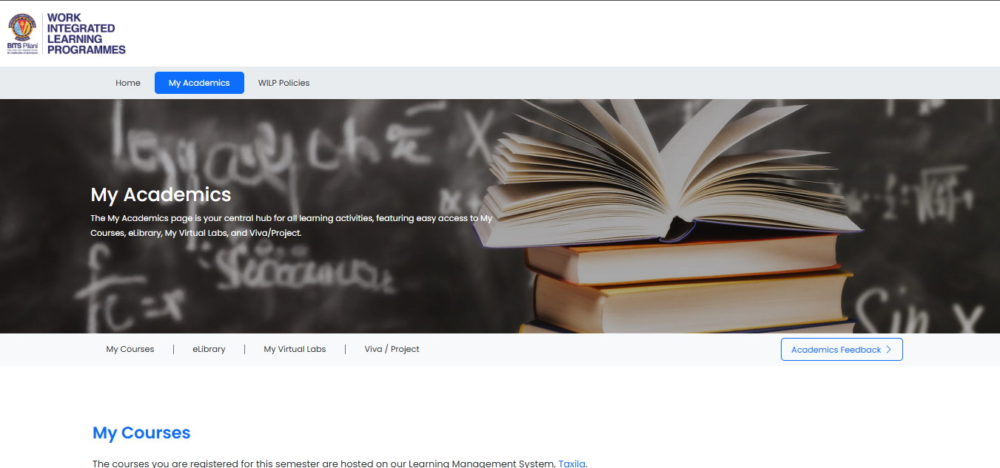 WORK
INTEGRATED
LEARNING
PROGRAMMES
BITS Pilani
Home
My Academics
WILP Policies
My Academics
The My Academics page is your central hub for all learning activities, featuring easy access to My
Courses, eLibrary, My Virtual Labs, and Viva/Project.
Sin X
My Courses | eLibrary | My Virtual Labs | Viva / Project
Academics Feedback >
My Courses
The courses you are registered for this semester are hosted on our Learning Management System, Taxila.